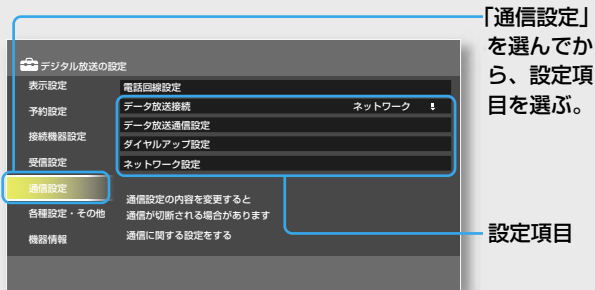 「通信設定」
を選んでか
ら、設定項
目を選ぶ。
デジタル放送の設定
表示設定
予約設定
接続機器設定
受信設定
通信設定
各種設定・その他
機器情報
電話回線設定
データ放送接続 ネットワーク
データ放送通信設定
ダイヤルアップ設定
ネットワーク設定
通信設定の内容を変更すると
通信が切断される場合があります
通信に関する設定をする
設定項目